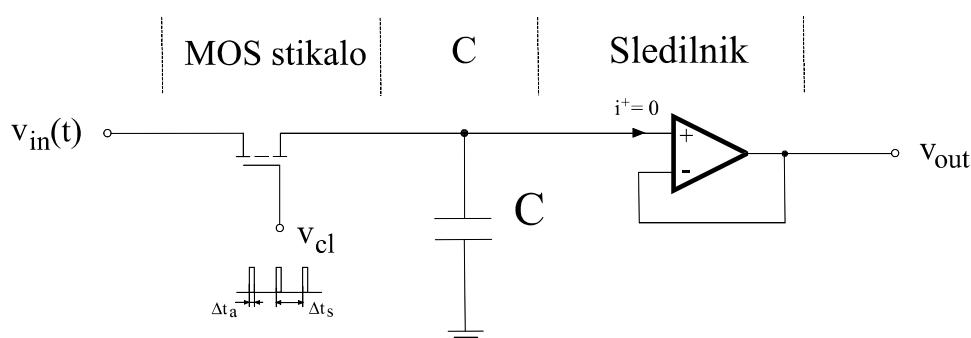 MOS stikalo C Sledilnik
i⁺= 0
v_in(t) + v_out
-
C
v_cl
Δt_a Δt_s